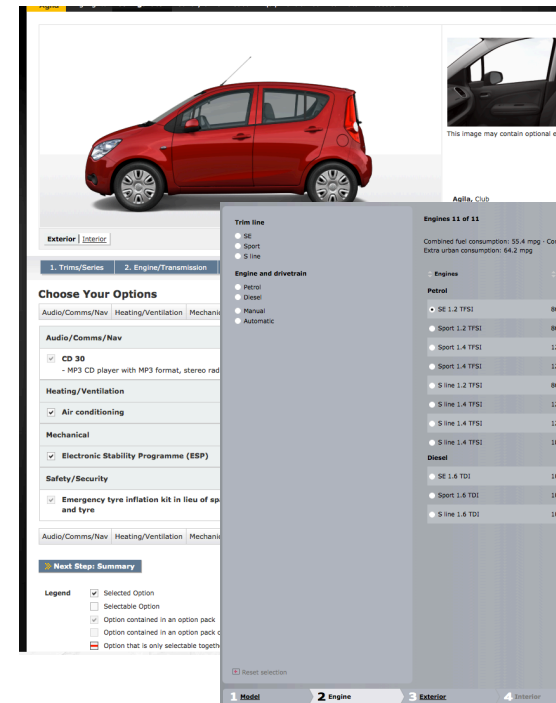 Agila
This image may contain optional e
Agila, Club
Exterior | Interior
1. Trims/Series
2. Engine/Transmission
Choose Your Options
Audio/Comms/Nav
Heating/Ventilation
Mechanic
Audio/Comms/Nav
CD 30
- MP3 CD player with MP3 format, stereo rad
Heating/Ventilation
Air conditioning
Mechanical
Electronic Stability Programme (ESP)
Safety/Security
Emergency tyre inflation kit in lieu of sp
and tyre
Audio/Comms/Nav
Heating/Ventilation
Mechanic
Next Step: Summary
Legend
Selected Option
Selectable Option
Option contained in an option pack
Option contained in an option pack
Option that is only selectable togeth
Trim line
SE
Sport
S line
Engine and drivetrain
Petrol
Diesel
Manual
Automatic
Reset selection
Engines 11 of 11
Combined fuel consumption: 55.4 mpg - Co
Extra urban consumption: 64.2 mpg
Engines
Petrol
SE 1.2 TFSI
Sport 1.2 TFSI
Sport 1.4 TFSI
Sport 1.4 TFSI
S line 1.2 TFSI
S line 1.4 TFSI
S line 1.4 TFSI
S line 1.4 TFSI
Diesel
SE 1.6 TDI
Sport 1.6 TDI
S line 1.6 TDI
1 Model
2 Engine
3 Exterior
4 Interior